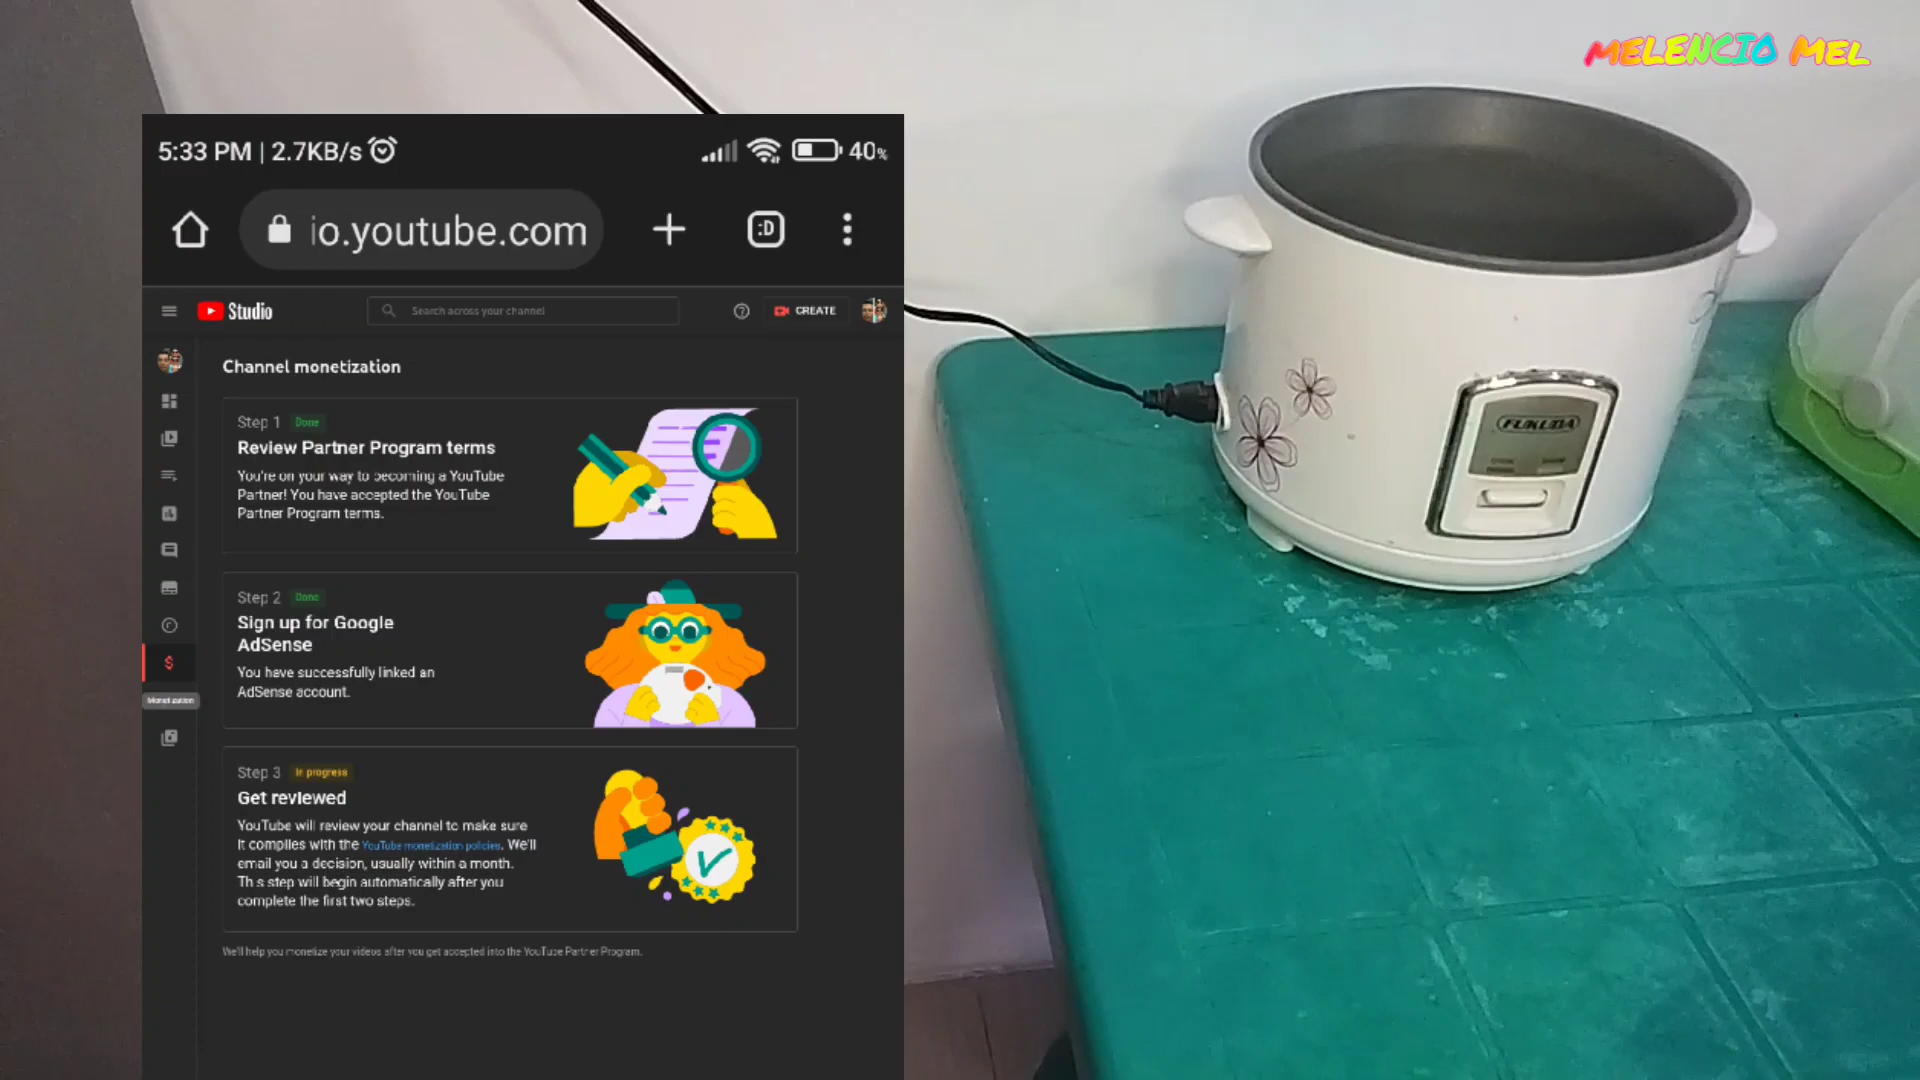 MELENCIO MEL
5:33 PM | 2.7KB/s
40%
io.youtube.com
:D
Studio
Search across your channel
CREATE
Channel monetization
Step 1 Done
Review Partner Program terms
You're on your way to becoming a YouTube
Partner! You have accepted the YouTube
Partner Program terms.
Step 2 Done
Sign up for Google
AdSense
You have successfully linked an
AdSense account.
Monetization
Step 3 In progress
Get reviewed
YouTube will review your channel to make sure
it complies with the YouTube monetization policies. We'll
email you a decision, usually within a month.
This step will begin automatically after you
complete the first two steps.
We'll help you monetize your videos after you get accepted into the YouTube Partner Program.
FUKUDA